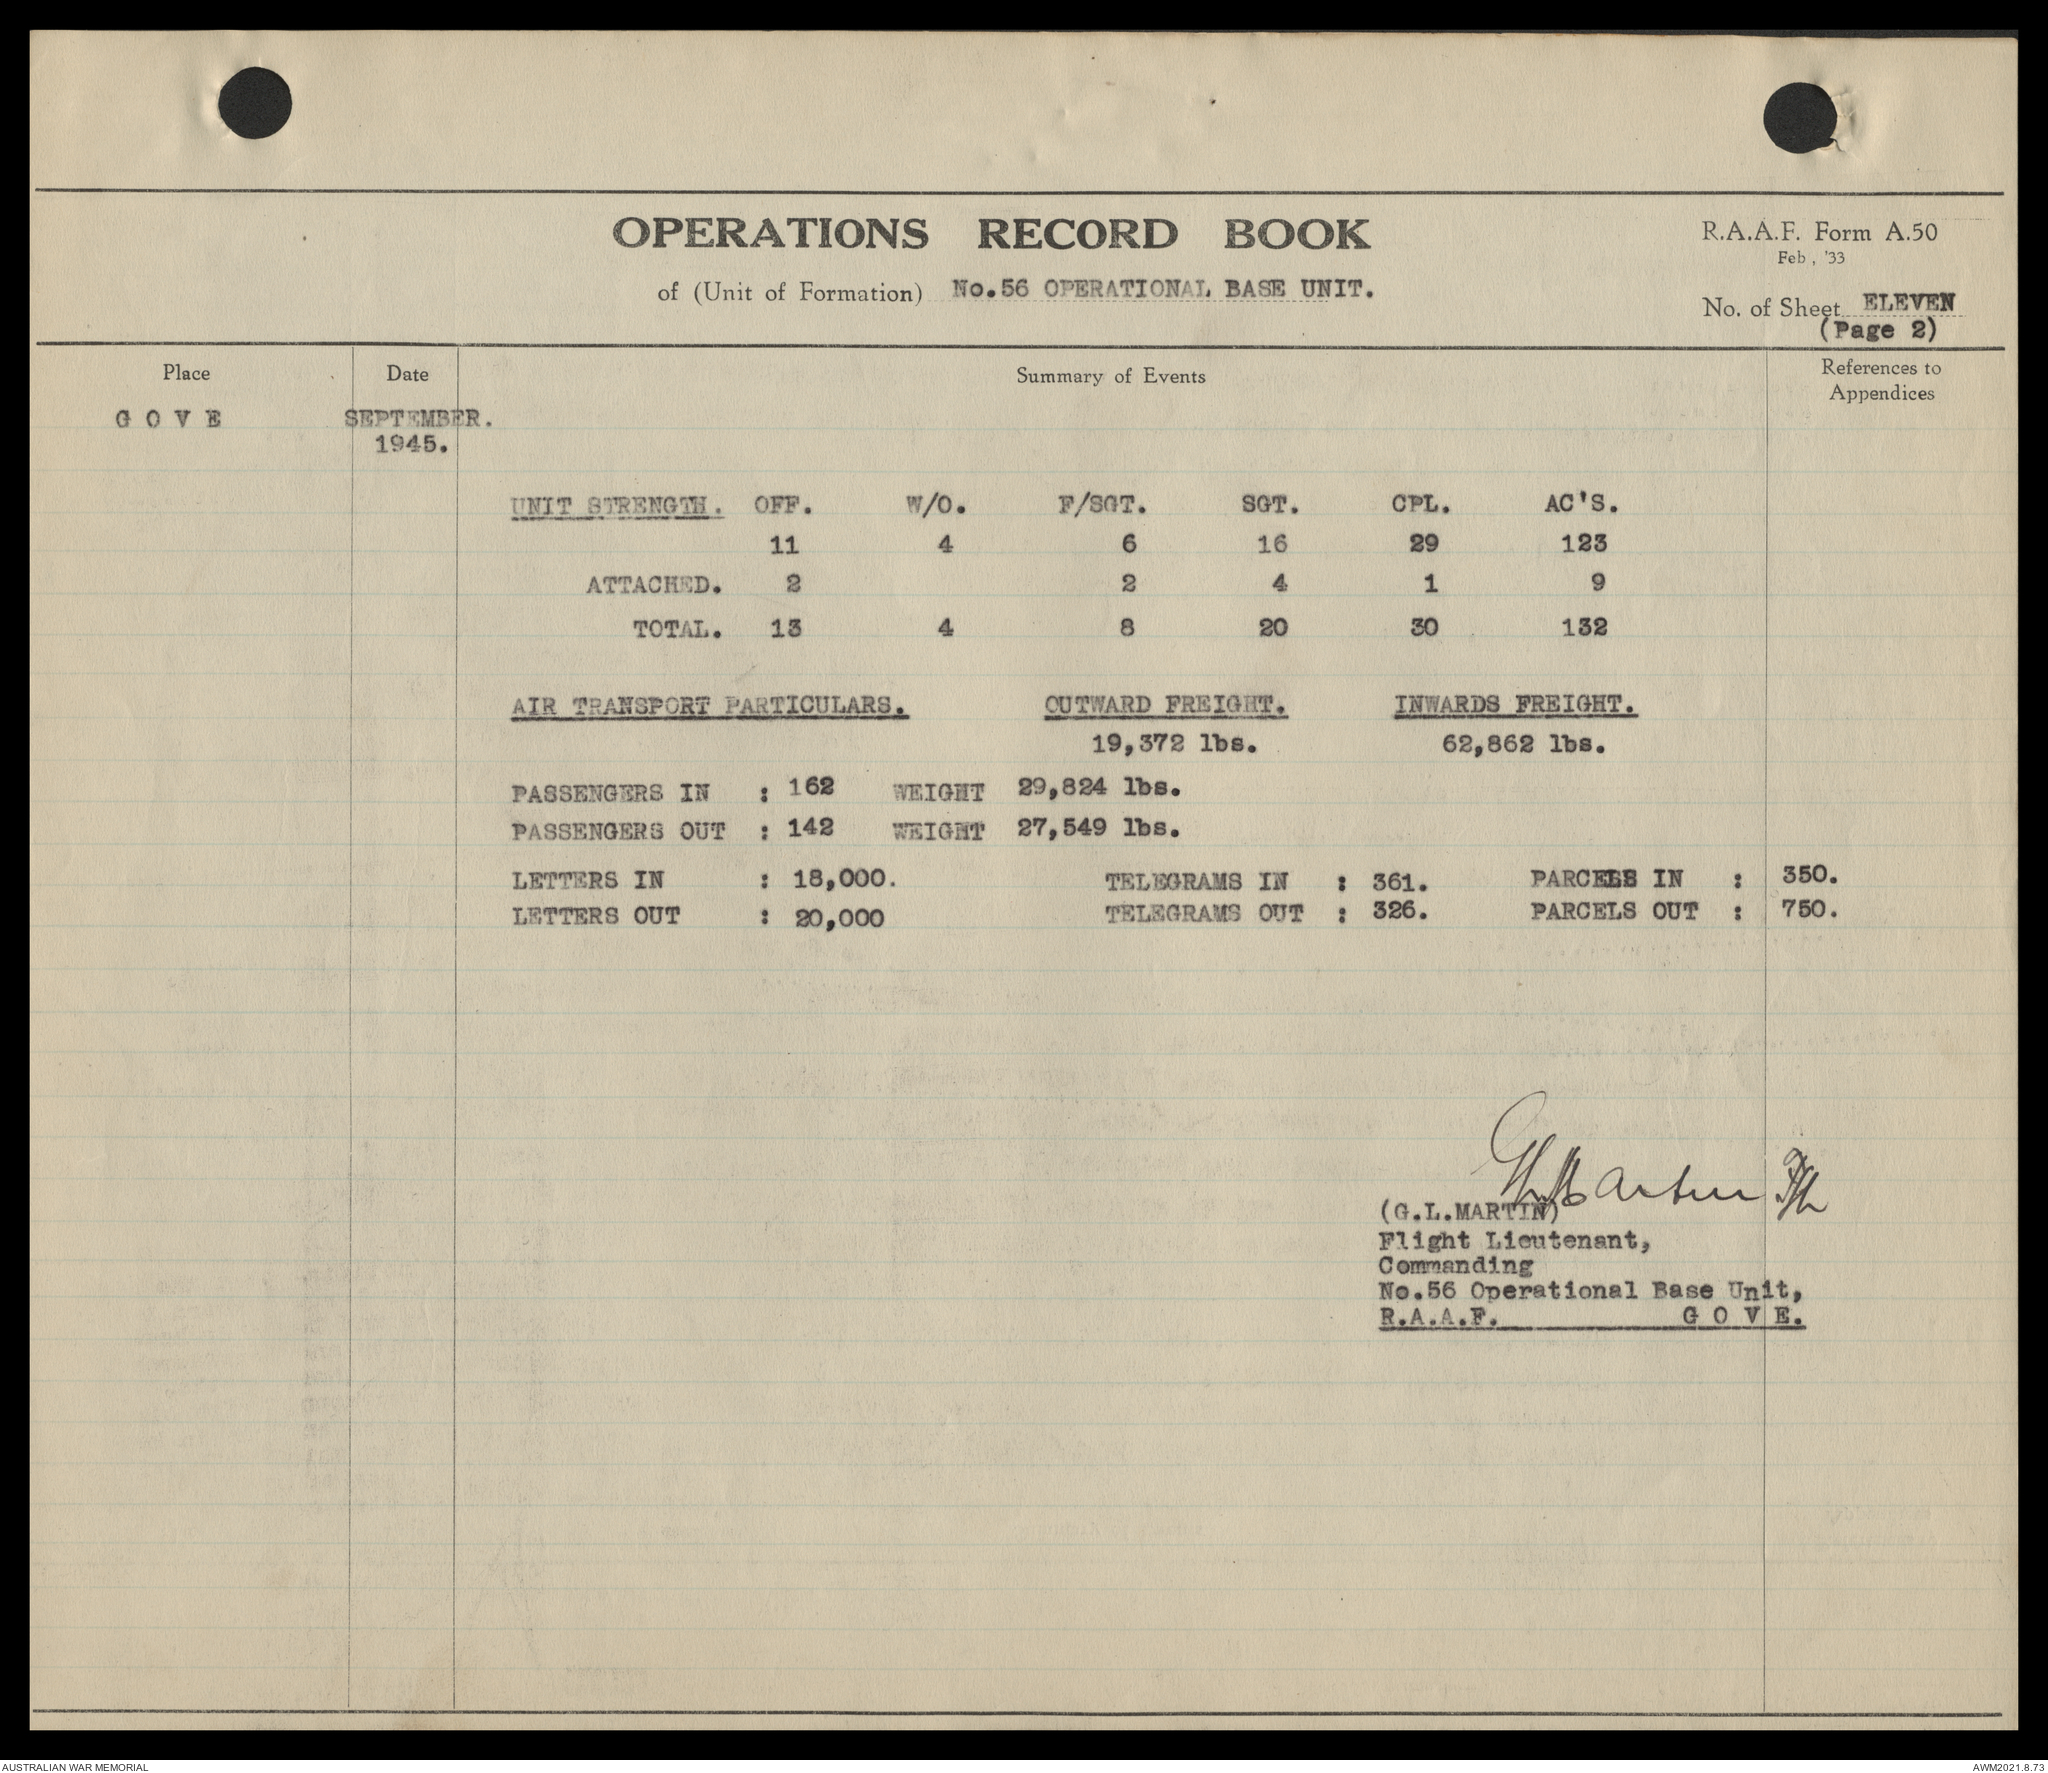 OPERATIONS RECORD BOOK
R.A.A.F. Form A.50
Feb, '33
of (Unit of Formation) No.56 OPERATIONAL BASE UNIT.
No. of Sheet ELEVEN
(Page 2)
Place Date Summary of Events References to Appendices
G O V E SEPTEMBER.
1945.
UNIT STRENGTH. OFF. W/O. F/SGT. SGT. CPL. AC'S.
11 4 6 16 29 123
ATTACHED. 2 2 4 1 9
TOTAL. 13 4 8 20 30 132
AIR TRANSPORT PARTICULARS. OUTWARD FREIGHT. INWARDS FREIGHT.
19,372 lbs. 62,862 lbs.
PASSENGERS IN : 162 WEIGHT 29,824 lbs.
PASSENGERS OUT : 142 WEIGHT 27,549 lbs.
LETTERS IN : 18,000. TELEGRAMS IN : 361. PARCELS IN : 350.
LETTERS OUT : 20,000 TELEGRAMS OUT : 326. PARCELS OUT : 750.
GLMartin F/L
(G.L.MARTIN)
Flight Lieutenant,
Commanding
No.56 Operational Base Unit,
R.A.A.F. G O V E.
AUSTRALIAN WAR MEMORIAL AWM2021.8.73